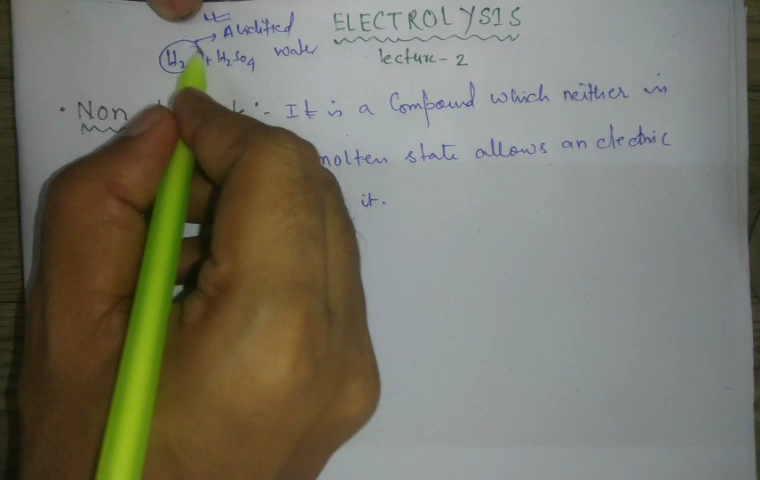 ELECTROLYSIS
lecture - 2
Acidified
water
H2 + H2SO4
• Non :- It is a Compound which neither in
molten state allows an electric
it.